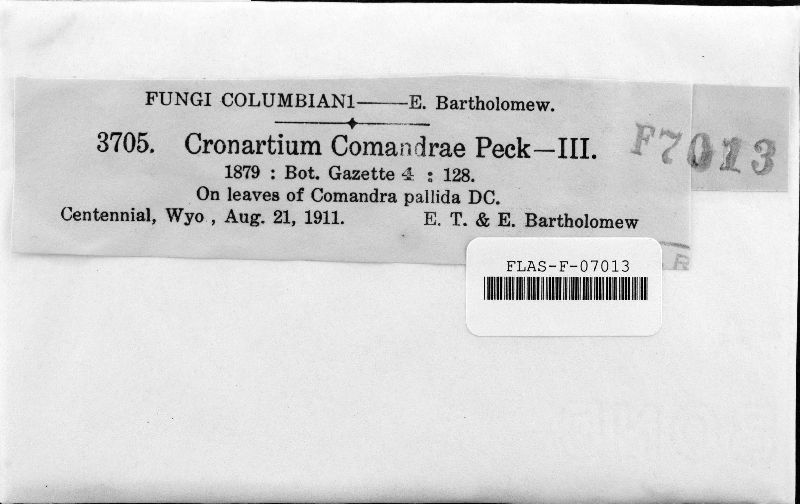 FUNGI COLUMBIAN1——E. Bartholomew.
3705. Cronartium Comandrae Peck—III.
1879 : Bot. Gazette 4 : 128.
On leaves of Comandra pallida DC.
Centennial, Wyo , Aug. 21, 1911. E. T. & E. Bartholomew
F7013
FLAS-F-07013